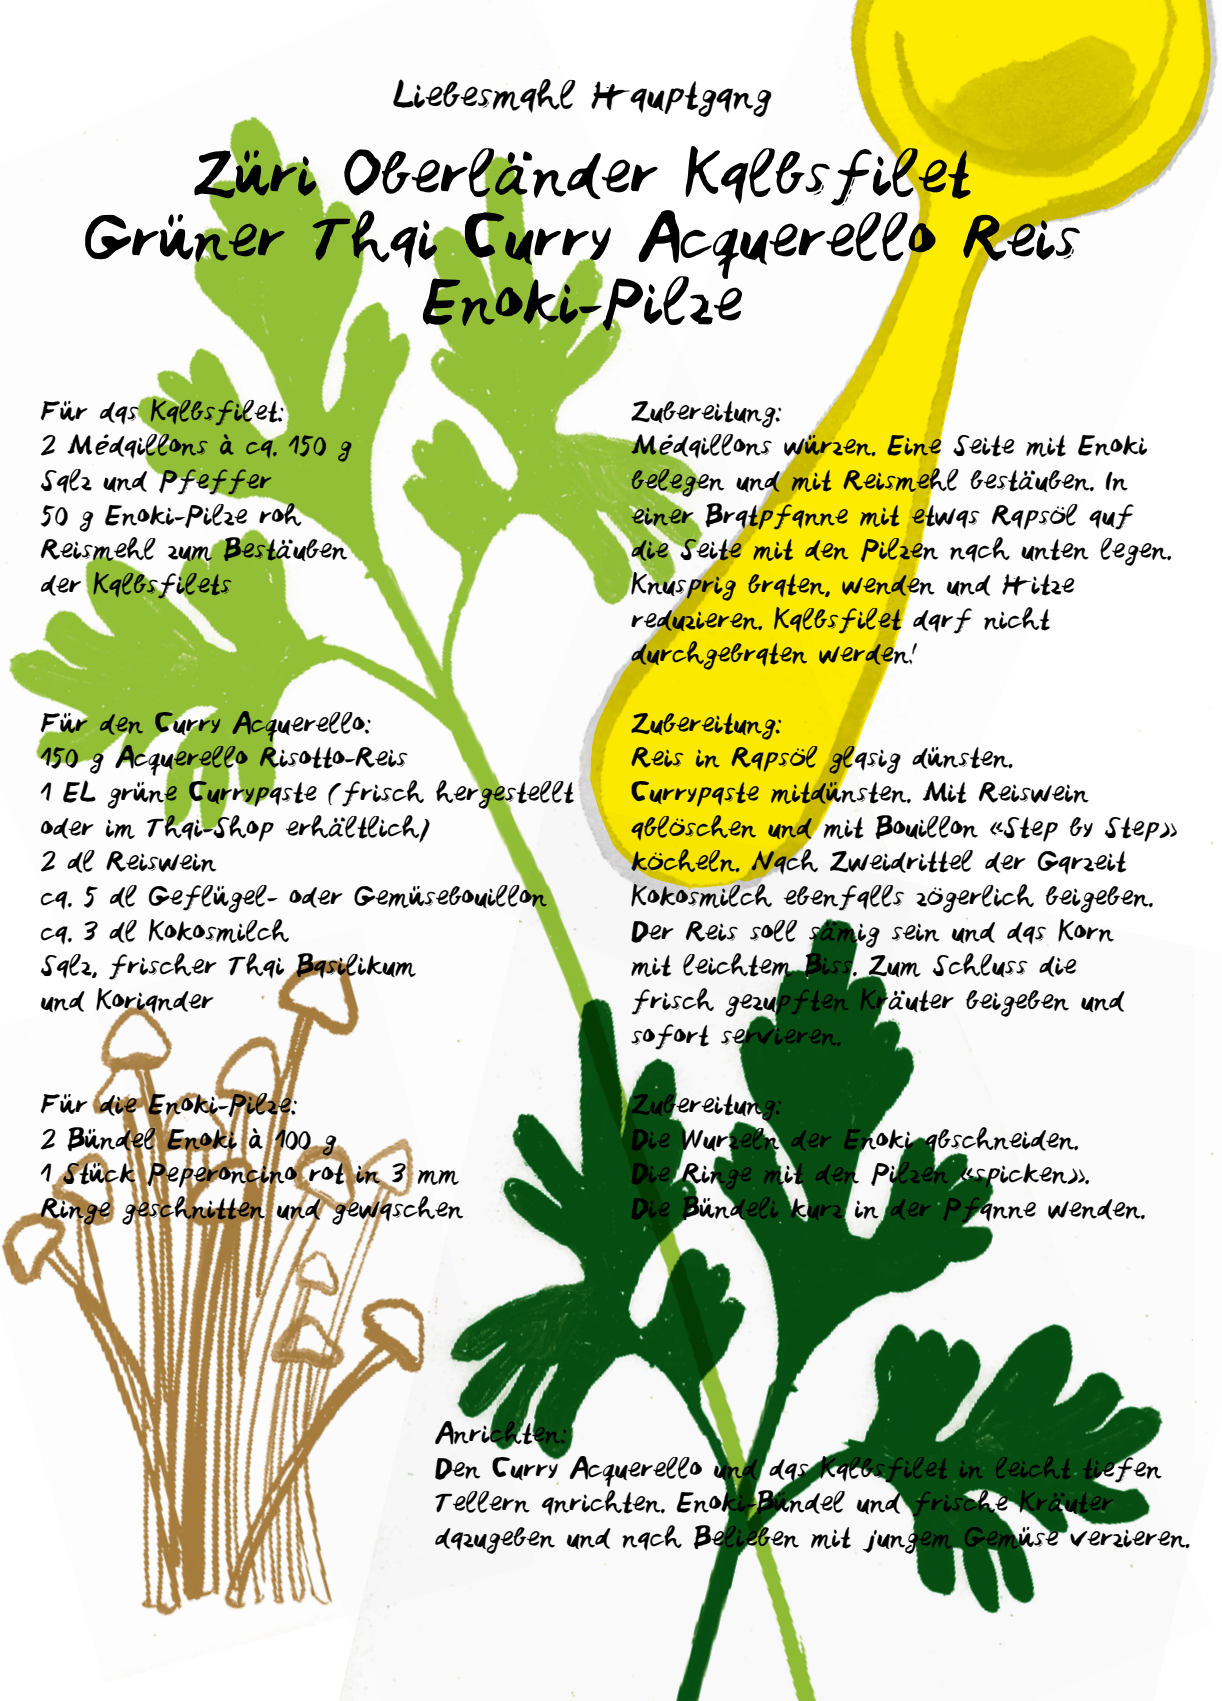 Liebesmahl Hauptgang
Züri Oberländer Kalbsfilet
Grüner Thai Curry Acquerello Reis
Enoki-Pilze
Für das Kalbsfilet:
2 Médaillons à ca. 150 g
Salz und Pfeffer
50 g Enoki-Pilze roh
Reismehl zum Bestäuben
der Kalbsfilets
Zubereitung:
Médaillons würzen. Eine Seite mit Enoki
belegen und mit Reismehl bestäuben. In
einer Bratpfanne mit etwas Rapsöl auf
die Seite mit den Pilzen nach unten legen.
Knusprig braten, wenden und Hitze
reduzieren. Kalbsfilet darf nicht
durchgebraten werden!
Für den Curry Acquerello:
150 g Acquerello Risotto-Reis
1 EL grüne Currypaste (frisch hergestellt
oder im Thai-Shop erhältlich)
2 dl Reiswein
ca. 5 dl Geflügel- oder Gemüsebouillon
ca. 3 dl Kokosmilch
Salz, frischer Thai Basilikum
und Koriander
Zubereitung:
Reis in Rapsöl glasig dünsten.
Currypaste mitdünsten. Mit Reiswein
ablöschen und mit Bouillon «Step by Step»
köcheln. Nach Zweidrittel der Garzeit
Kokosmilch ebenfalls zögerlich beigeben.
Der Reis soll sämig sein und das Korn
mit leichtem Biss. Zum Schluss die
frisch gezupften Kräuter beigeben und
sofort servieren.
Für die Enoki-Pilze:
2 Bündel Enoki à 100 g
1 Stück Peperoncino rot in 3 mm
Ringe geschnitten und gewaschen
Zubereitung:
Die Wurzeln der Enoki abschneiden.
Die Ringe mit den Pilzen «spicken».
Die Bündeli kurz in der Pfanne wenden.
Anrichten:
Den Curry Acquerello und das Kalbsfilet in leicht tiefen
Tellern anrichten. Enoki-Bündel und frische Kräuter
dazugeben und nach Belieben mit jungem Gemüse verzieren.